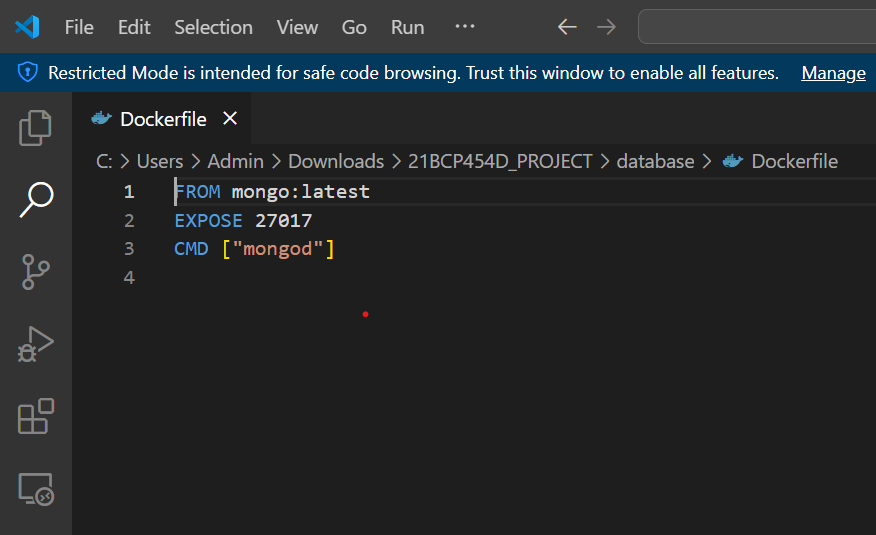 File Edit Selection View Go Run ...
Restricted Mode is intended for safe code browsing. Trust this window to enable all features. Manage
Dockerfile
C: > Users > Admin > Downloads > 21BCP454D_PROJECT > database > Dockerfile
1 FROM mongo:latest
2 EXPOSE 27017
3 CMD ["mongod"]
4